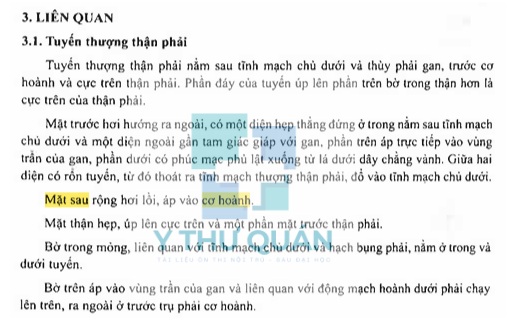 3. LIÊN QUAN
3.1. Tuyến thượng thận phải
Tuyến thượng thận phải nằm sau tĩnh mạch chủ dưới và thùy phải gan, trước cơ
hoành và cực trên thận phải. Phần đáy của tuyến úp lên phần trên bờ trong thận hơn là
cực trên của thận phải.
Mặt trước hơi hướng ra ngoài, có một diện hẹp thẳng đứng ở trong nằm sau tĩnh mạch
chủ dưới và một diện ngoài gần tam giác giáp với gan, phần trên áp trực tiếp vào vùng
trần của gan, phần dưới có phúc mạc phủ lật xuống từ lá dưới dây chằng vành. Giữa hai
diện có rốn tuyến, từ đó thoát ra tĩnh mạch thượng thận phải, đổ vào tĩnh mạch chủ dưới.
Mặt sau rộng hơi lồi, áp vào cơ hoành.
Mặt thận hẹp, úp lên cực trên và một phần mặt trước thận phải.
Y THƯ QUÁN
Bờ trong mỏng, liên quan với tĩnh mạch chủ dưới và hạch bụng phải, nằm ở trong và
dưới tuyến.
TÀI LIỆU ÔN THI NỘI TRÚ - SAU ĐẠI HỌC
Bờ trên áp vào vùng trần của gan và liên quan với động mạch hoành dưới phải chạy
lên trên, ra ngoài ở trước trụ phải cơ hoành.